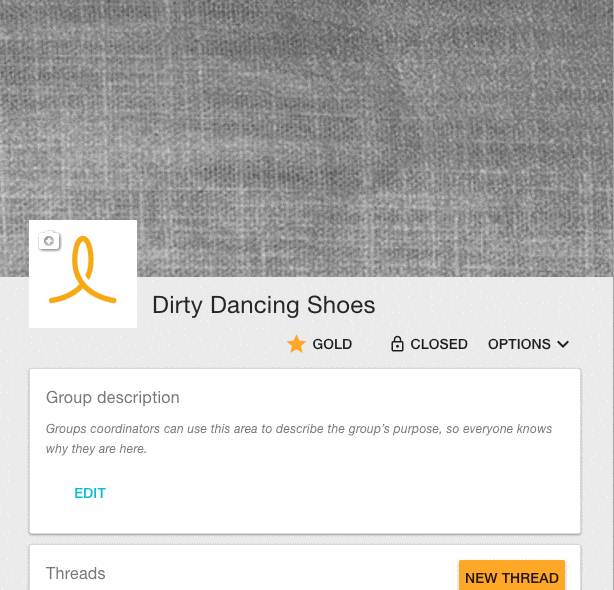 Dirty Dancing Shoes
GOLD CLOSED OPTIONS
Group description
Groups coordinators can use this area to describe the group's purpose, so everyone knows
why they are here.
EDIT
Threads NEW THREAD